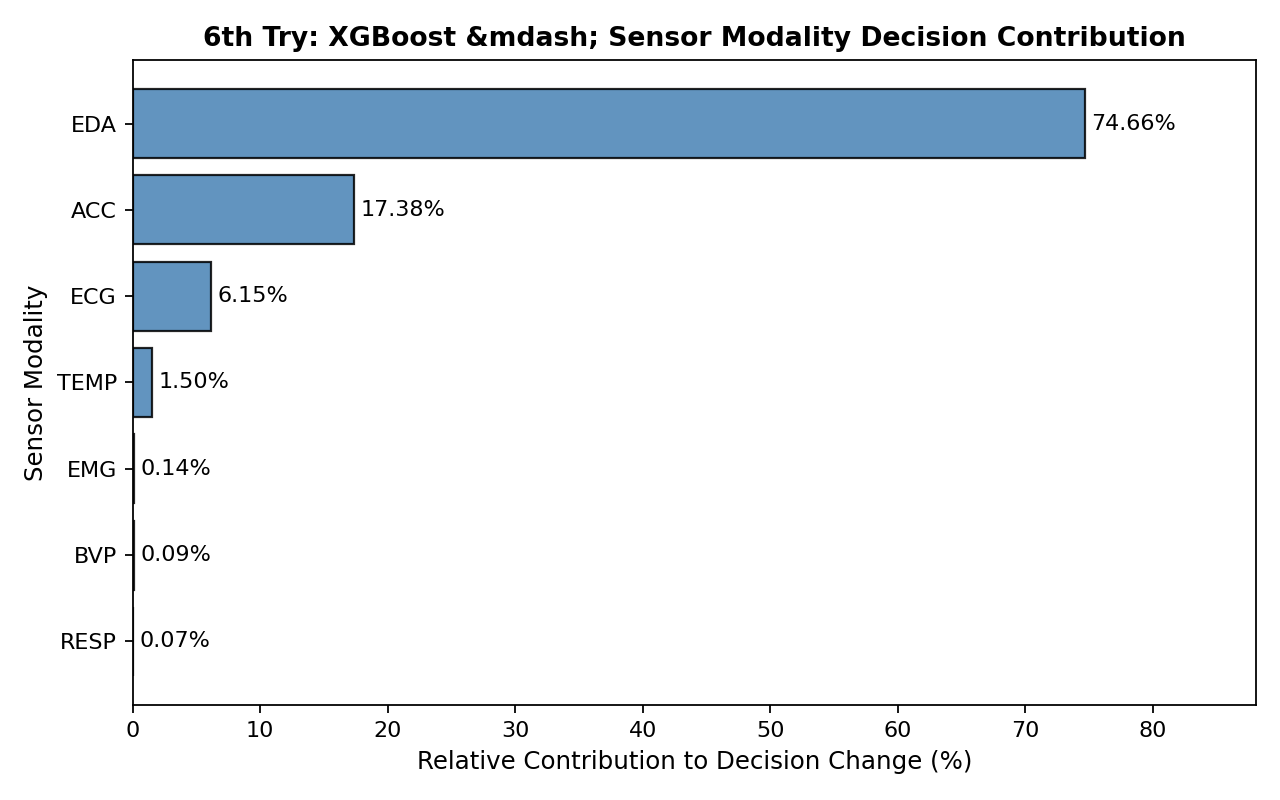 6th Try: XGBoost &mdash; Sensor Modality Decision Contribution
EDA
74.66%
ACC
17.38%
ECG
6.15%
TEMP
1.50%
EMG
0.14%
BVP
0.09%
RESP
0.07%
Sensor Modality
0 10 20 30 40 50 60 70 80
Relative Contribution to Decision Change (%)